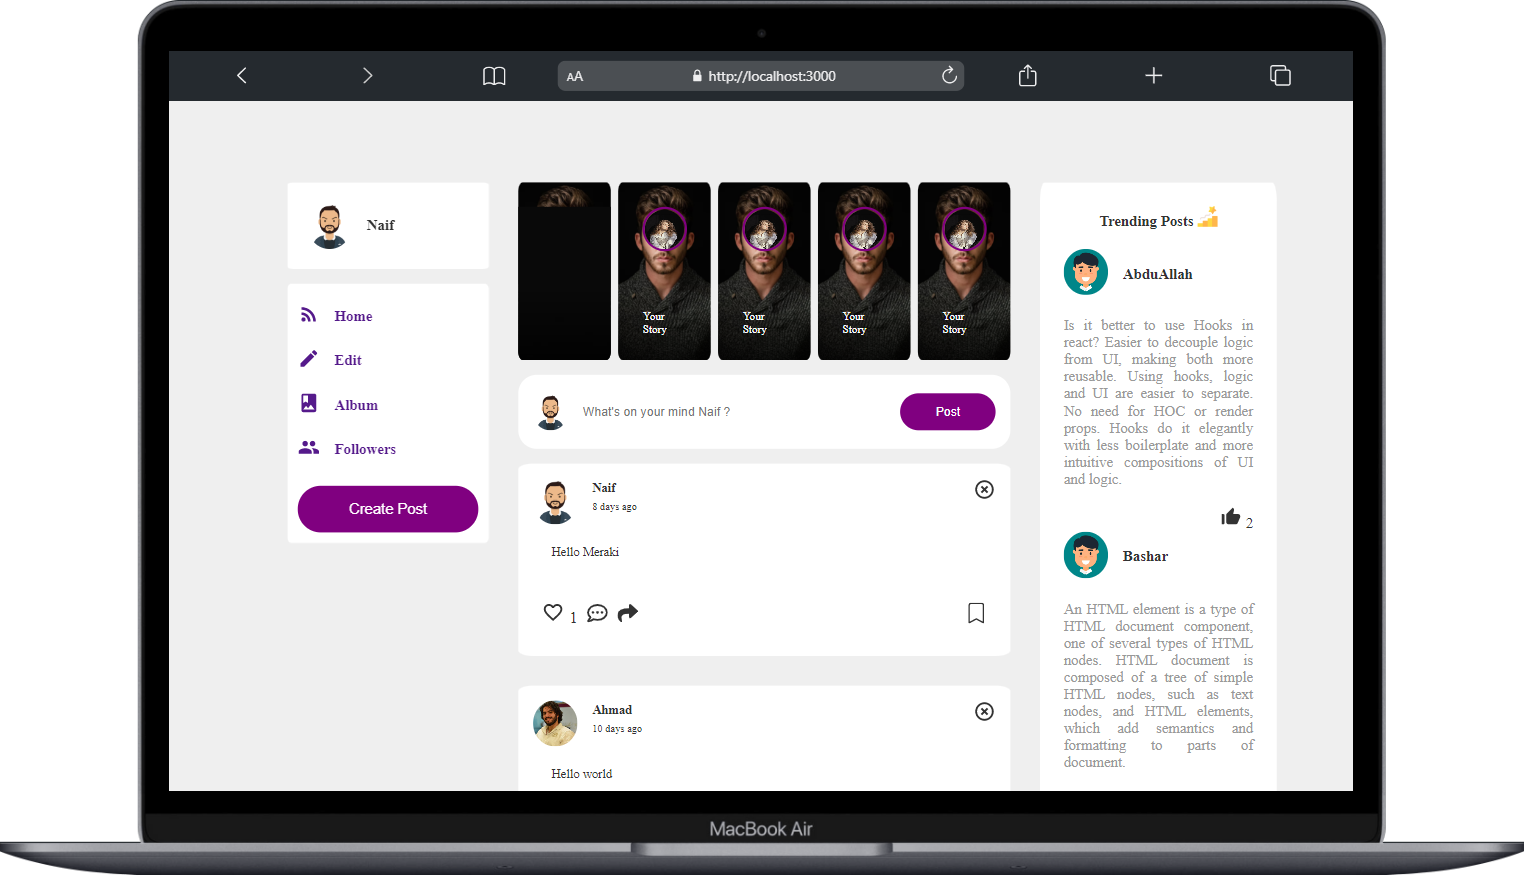 AA
http://localhost:3000
Naif
Home
Edit
Album
Followers
Create Post
Your
Story
Your
Story
Your
Story
Your
Story
What's on your mind Naif ?
Post
Naif
8 days ago
Hello Meraki
1
Ahmad
10 days ago
Hello world
Trending Posts
AbduAllah
Is it better to use Hooks in
react? Easier to decouple logic
from UI, making both more
reusable. Using hooks, logic
and UI are easier to separate.
No need for HOC or render
props. Hooks do it elegantly
with less boilerplate and more
intuitive compositions of UI
and logic.
2
Bashar
An HTML element is a type of
HTML document component,
one of several types of HTML
nodes. HTML document is
composed of a tree of simple
HTML nodes, such as text
nodes, and HTML elements,
which add semantics and
formatting to parts of
document.
MacBook Air